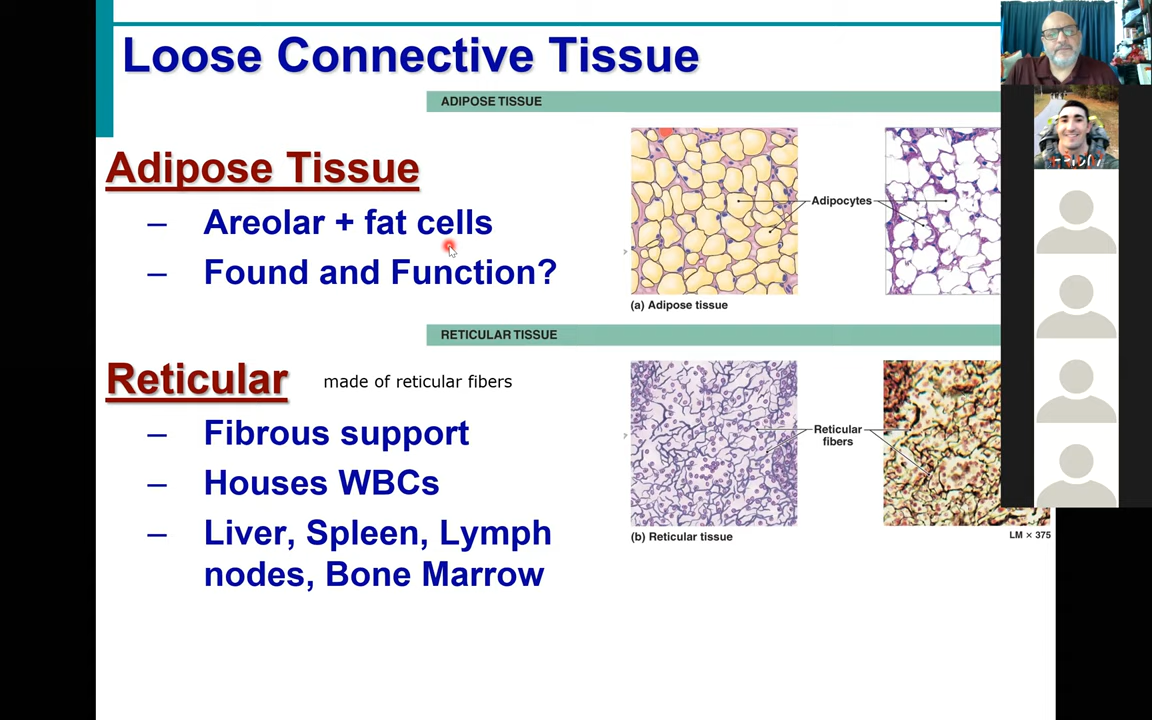 Loose Connective Tissue
ADIPOSE TISSUE
Adipose Tissue
– Areolar + fat cells
– Found and Function?
Adipocytes
(a) Adipose tissue
RETICULAR TISSUE
Reticular made of reticular fibers
– Fibrous support
– Houses WBCs
– Liver, Spleen, Lymph
nodes, Bone Marrow
Reticular
fibers
(b) Reticular tissue
LM × 375